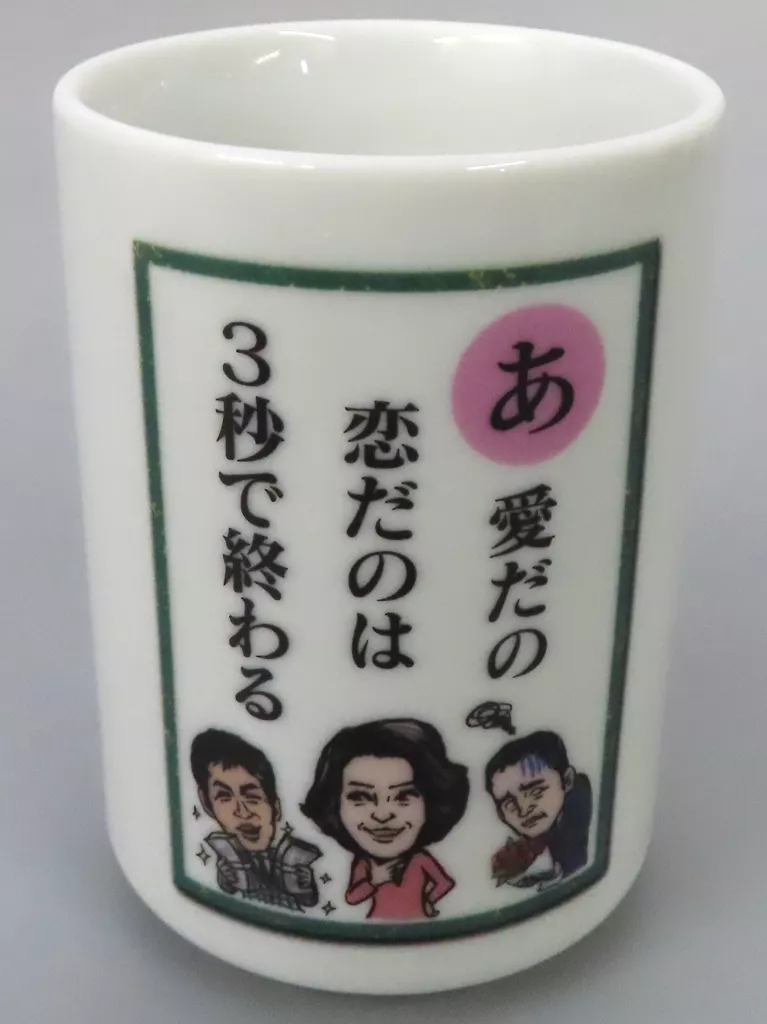 あ
愛だの
恋だのは
3秒で終わる